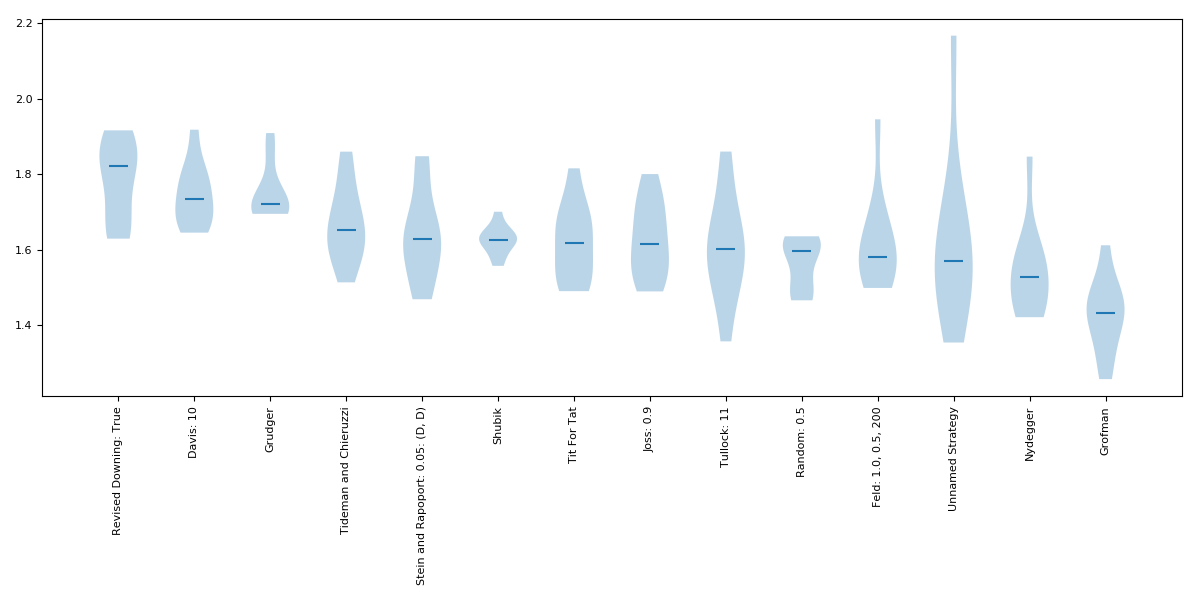 2.2
2.0
1.8
1.6
1.4
Revised Downing: True
Davis: 10
Grudger
Tideman and Chieruzzi
Stein and Rapoport: 0.05: (D, D)
Shubik
Tit For Tat
Joss: 0.9
Tullock: 11
Random: 0.5
Feld: 1.0, 0.5, 200
Unnamed Strategy
Nydegger
Grofman